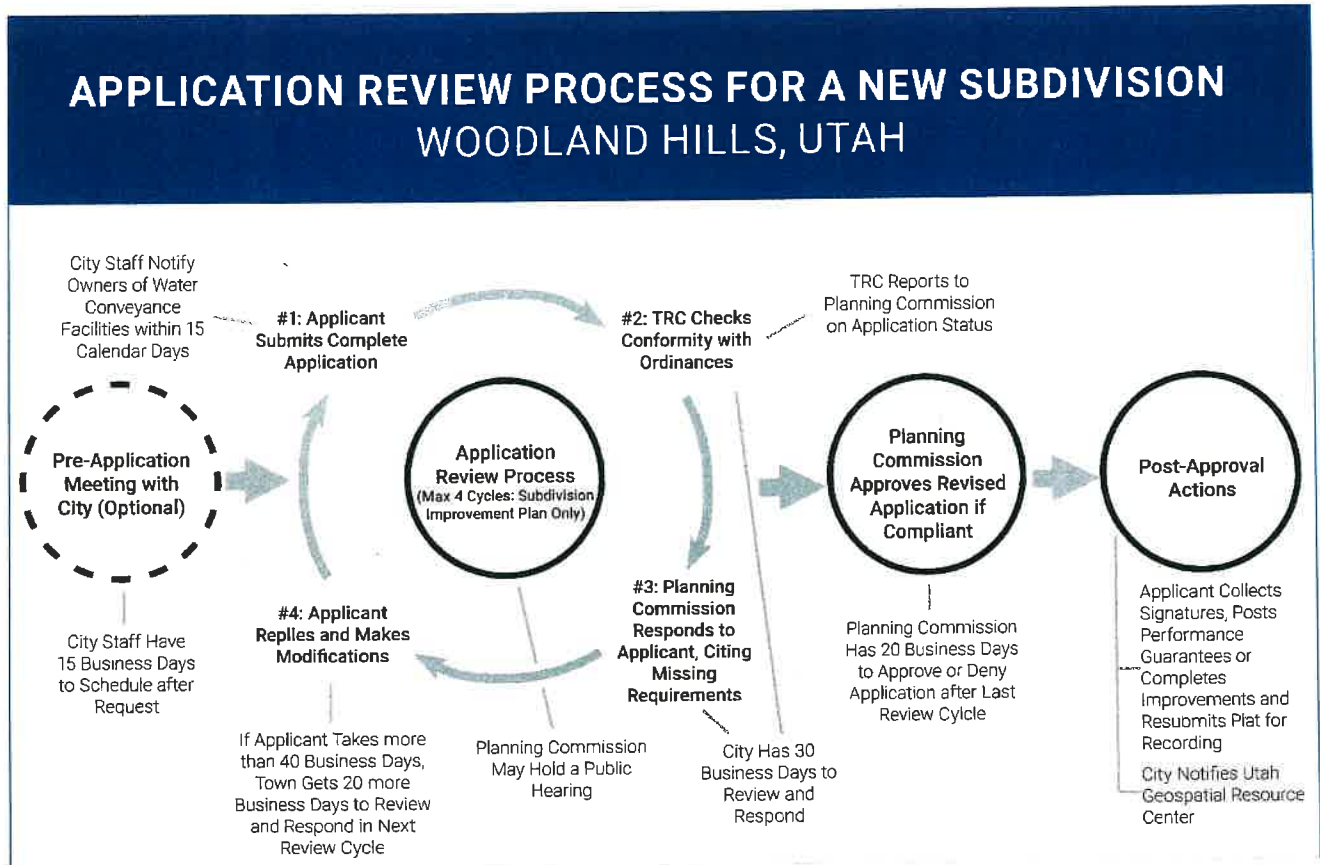 APPLICATION REVIEW PROCESS FOR A NEW SUBDIVISION
WOODLAND HILLS, UTAH
City Staff Notify
Owners of Water
Conveyance
Facilities within 15
Calendar Days
#1: Applicant
Submits Complete
Application
#2: TRC Checks
Conformity with
Ordinances
TRC Reports to
Planning Commission
on Application Status
Pre-Application
Meeting with
City (Optional)
Application
Review Process
(Max 4 Cycles: Subdivision
Improvement Plan Only)
Planning
Commission
Approves Revised
Application if
Compliant
Post-Approval
Actions
City Staff Have
15 Business Days
to Schedule after
Request
#4: Applicant
Replies and Makes
Modifications
#3: Planning
Commission
Responds to
Applicant, Citing
Missing
Requirements
Planning Commission
Has 20 Business Days
to Approve or Deny
Application after Last
Review Cylcle
Applicant Collects
Signatures, Posts
Performance
Guarantees or
Completes
Improvements and
Resubmits Plat for
Recording
If Applicant Takes more
than 40 Business Days,
Town Gets 20 more
Business Days to Review
and Respond in Next
Review Cycle
Planning Commission
May Hold a Public
Hearing
City Has 30
Business Days to
Review and
Respond
City Notifies Utah
Geospatial Resource
Center